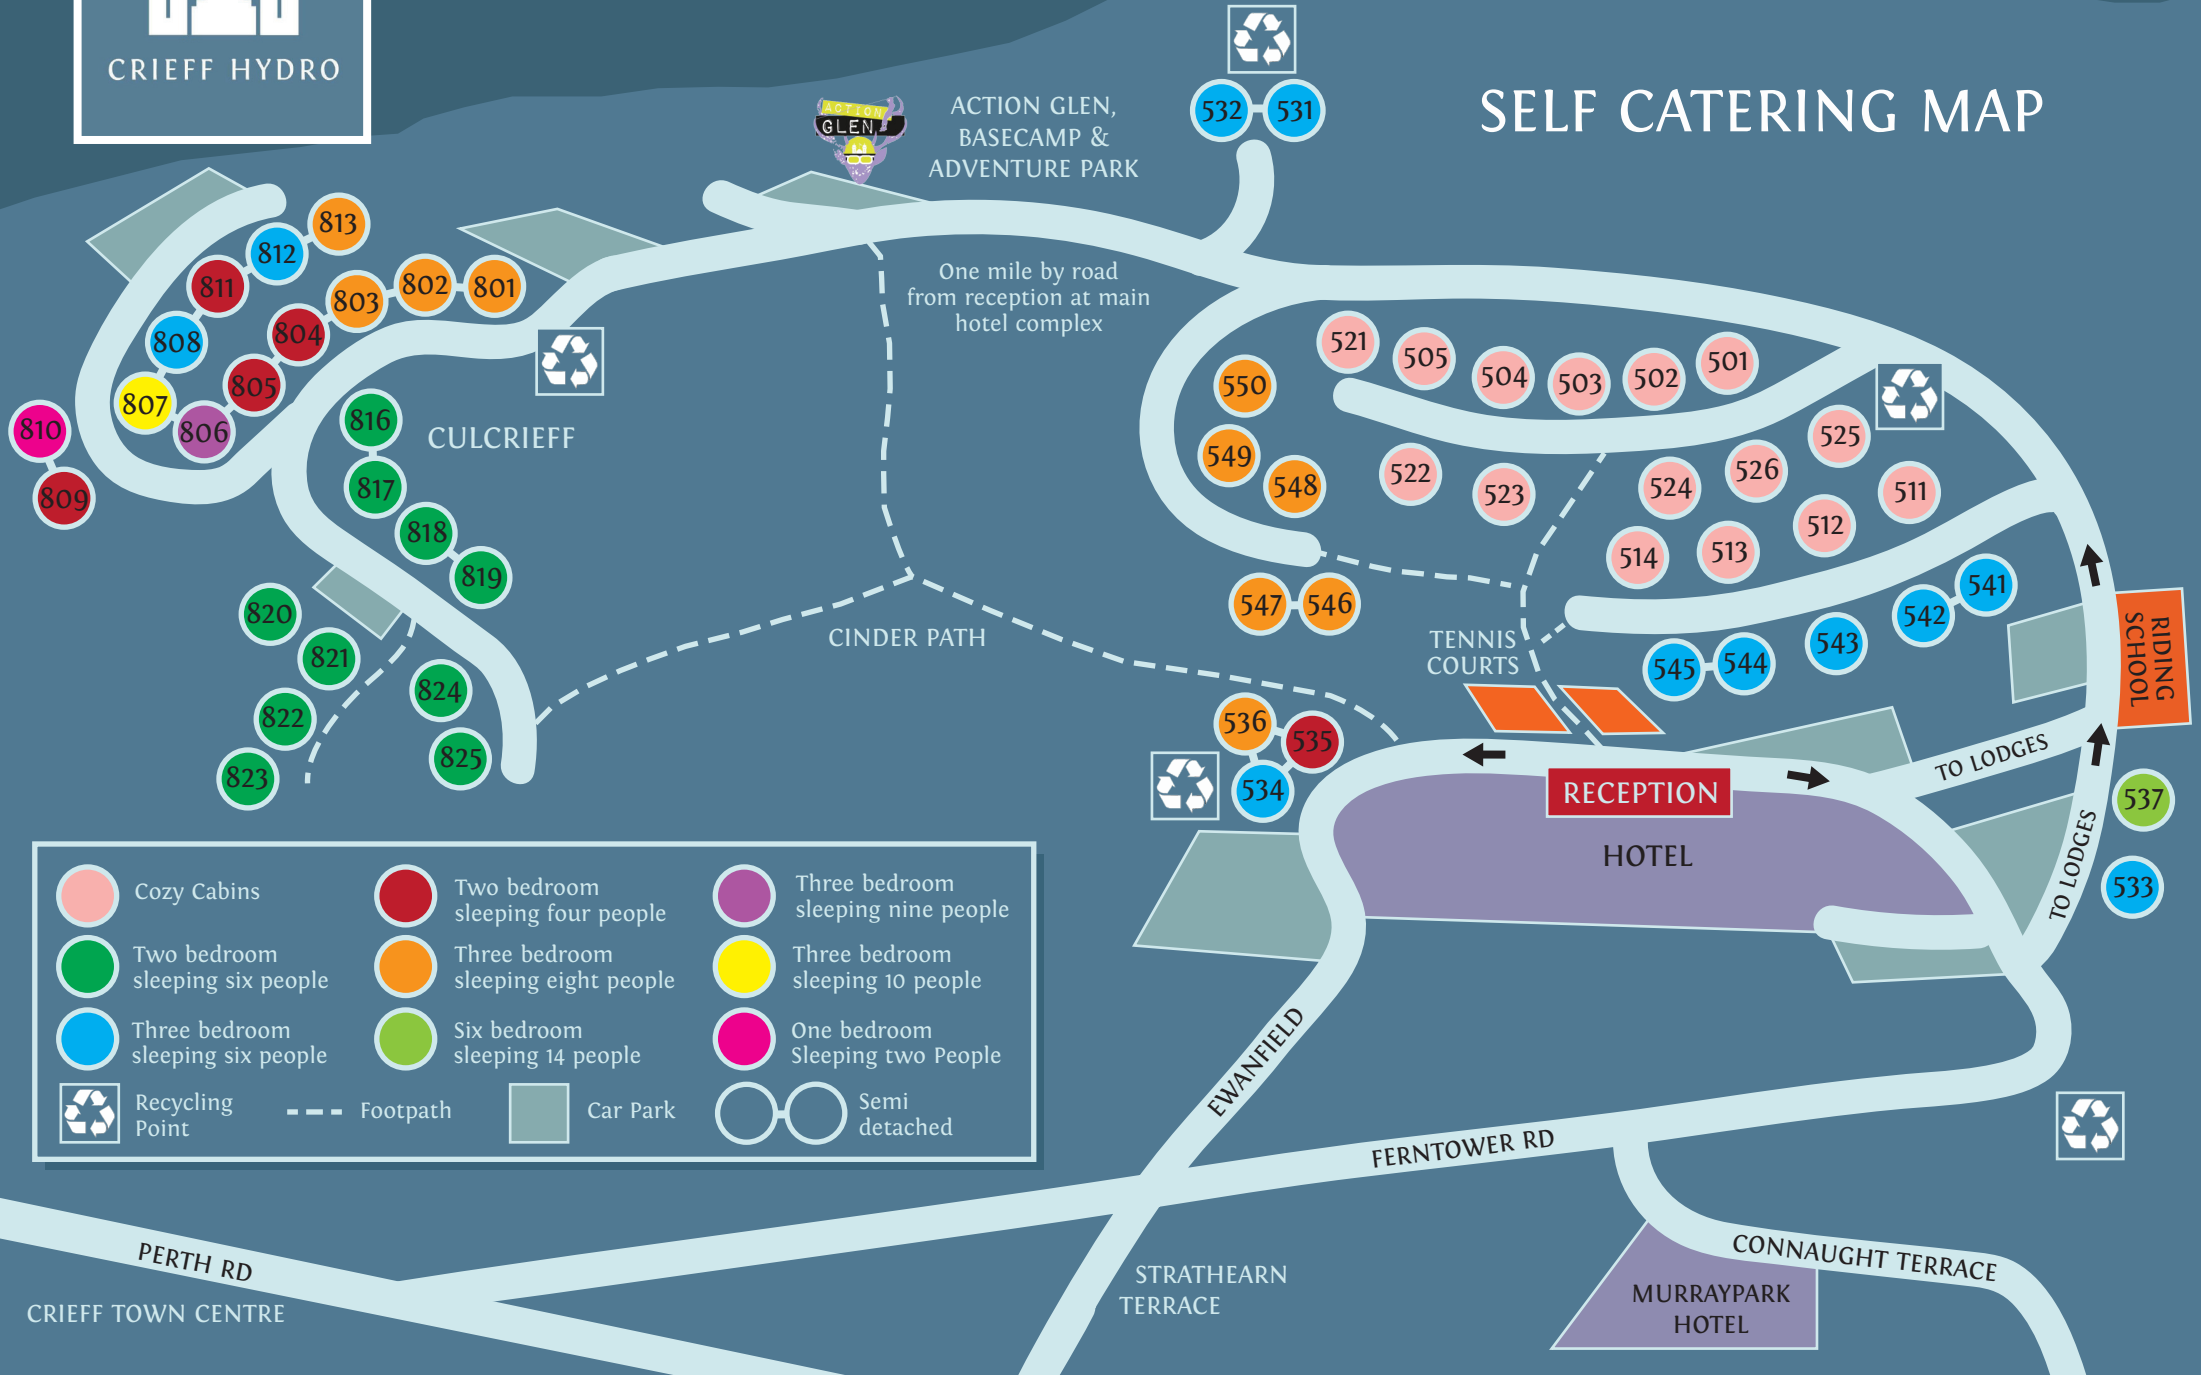 CRIEFF HYDRO
SELF CATERING MAP
ACTION
GLEN
ACTION GLEN,
BASECAMP &
ADVENTURE PARK
532
531
813
812
811
802
801
803
804
808
805
807
806
810
809
816
817
CULCRIEFF
818
819
820
821
822
823
824
825
One mile by road
from reception at main
hotel complex
CINDER PATH
521
505
504
503
502
501
550
549
548
522
523
524
526
525
511
512
513
514
547
546
541
542
543
544
545
TENNIS
COURTS
RIDING
SCHOOL
536
535
534
RECEPTION
HOTEL
TO LODGES
TO LODGES
537
533
Cozy Cabins
Two bedroom
sleeping four people
Three bedroom
sleeping nine people
Two bedroom
sleeping six people
Three bedroom
sleeping eight people
Three bedroom
sleeping 10 people
Three bedroom
sleeping six people
Six bedroom
sleeping 14 people
One bedroom
Sleeping two People
Recycling
Point
Footpath
Car Park
Semi
detached
EWANFIELD
FERNTOWER RD
CONNAUGHT TERRACE
PERTH RD
CRIEFF TOWN CENTRE
STRATHEARN
TERRACE
MURRAYPARK
HOTEL